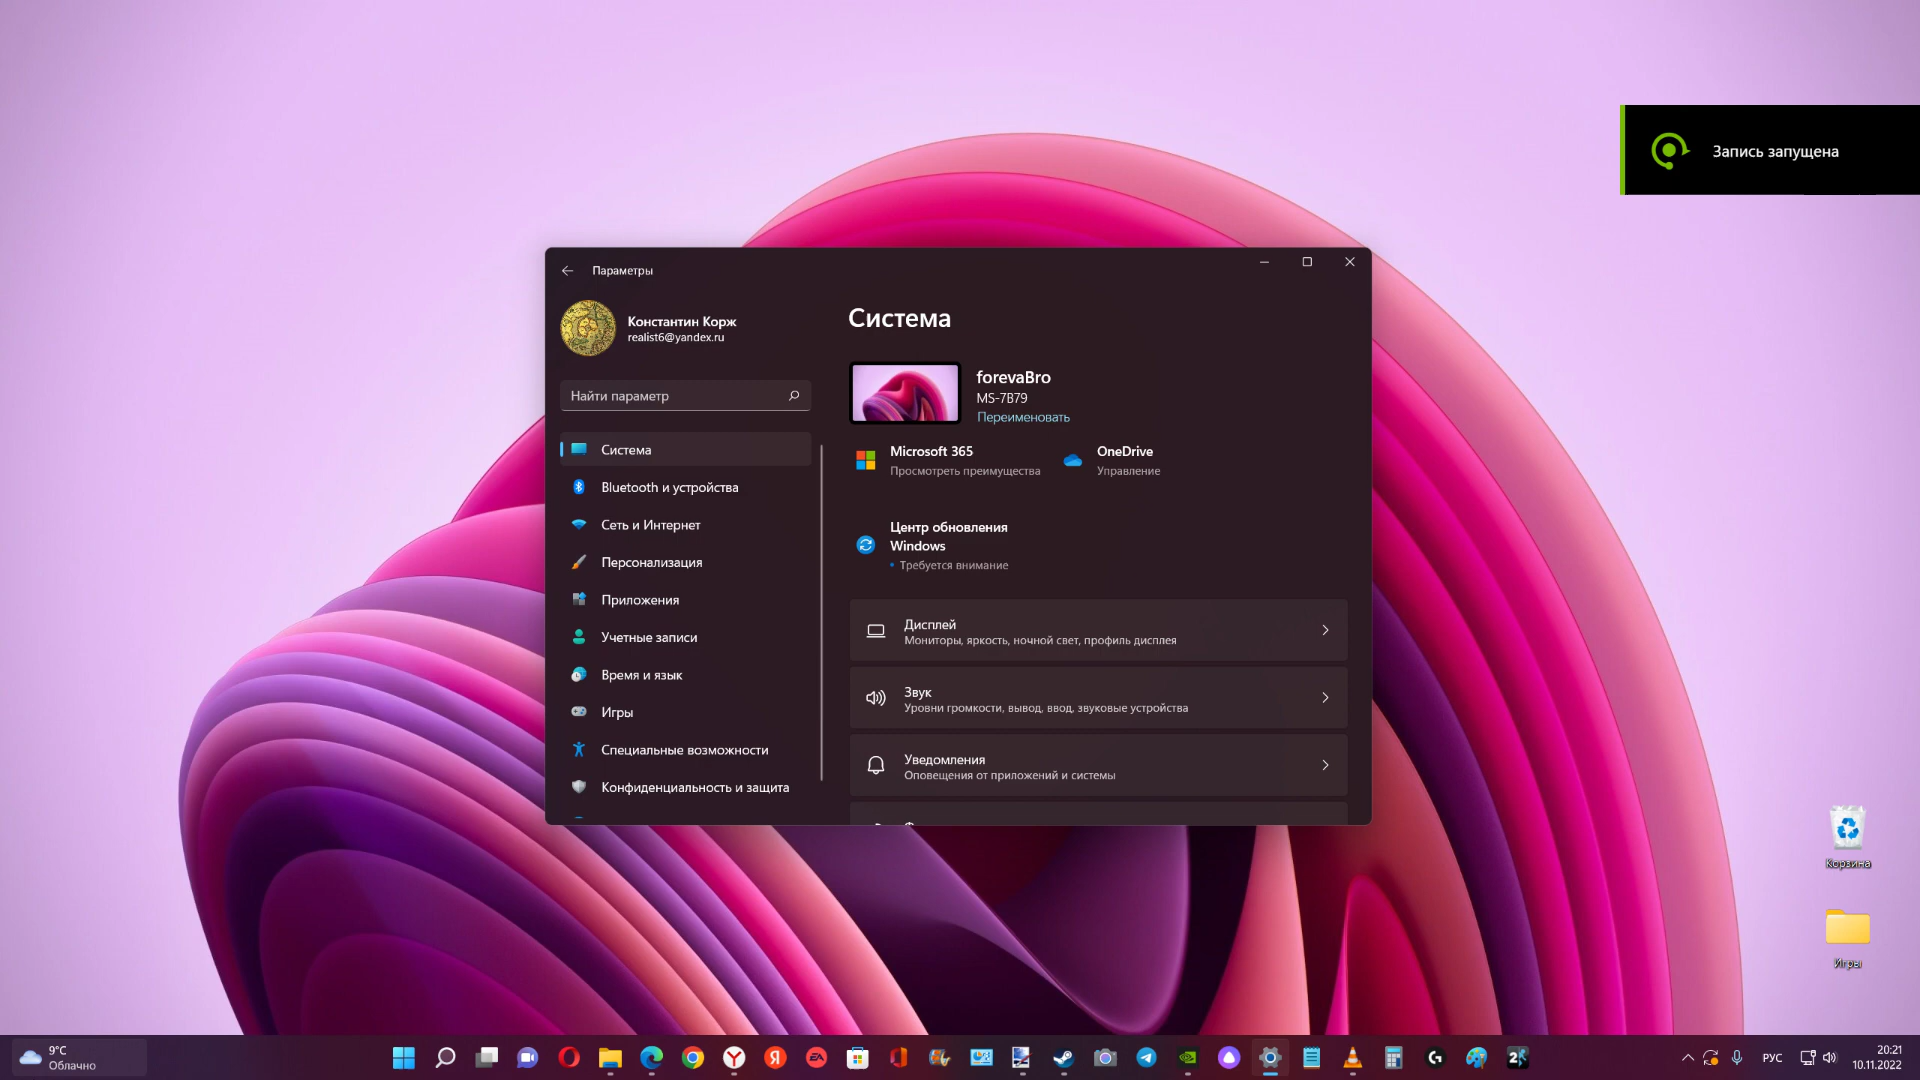 Запись запущена
Параметры
Константин Корж
realist6@yandex.ru
Найти параметр
Система
Bluetooth и устройства
Сеть и Интернет
Персонализация
Приложения
Учетные записи
Время и язык
Игры
Специальные возможности
Конфиденциальность и защита
Система
forevaBro
MS-7B79
Переименовать
Microsoft 365
Просмотреть преимущества
OneDrive
Управление
Центр обновления
Windows
Требуется внимание
Дисплей
Мониторы, яркость, ночной свет, профиль дисплея
Звук
Уровни громкости, вывод, ввод, звуковые устройства
Уведомления
Оповещения от приложений и системы
Корзина
Игры
9°C
Облачно
РУС
20:21
10.11.2022